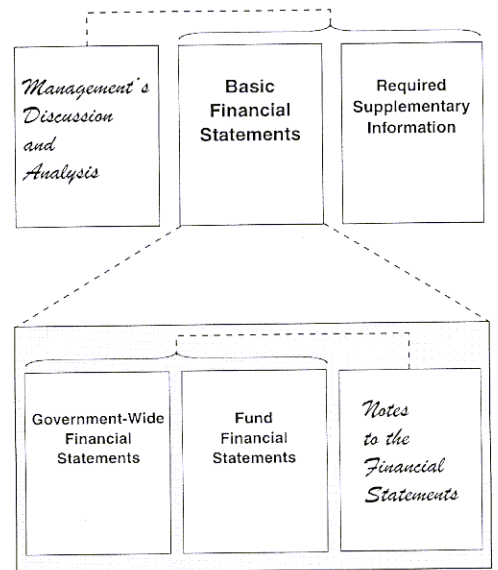 Management's
Discussion
and
Analysis
Basic
Financial
Statements
Required
Supplementary
Information
Government-Wide
Financial
Statements
Fund
Financial
Statements
Notes
to the
Financial
Statements